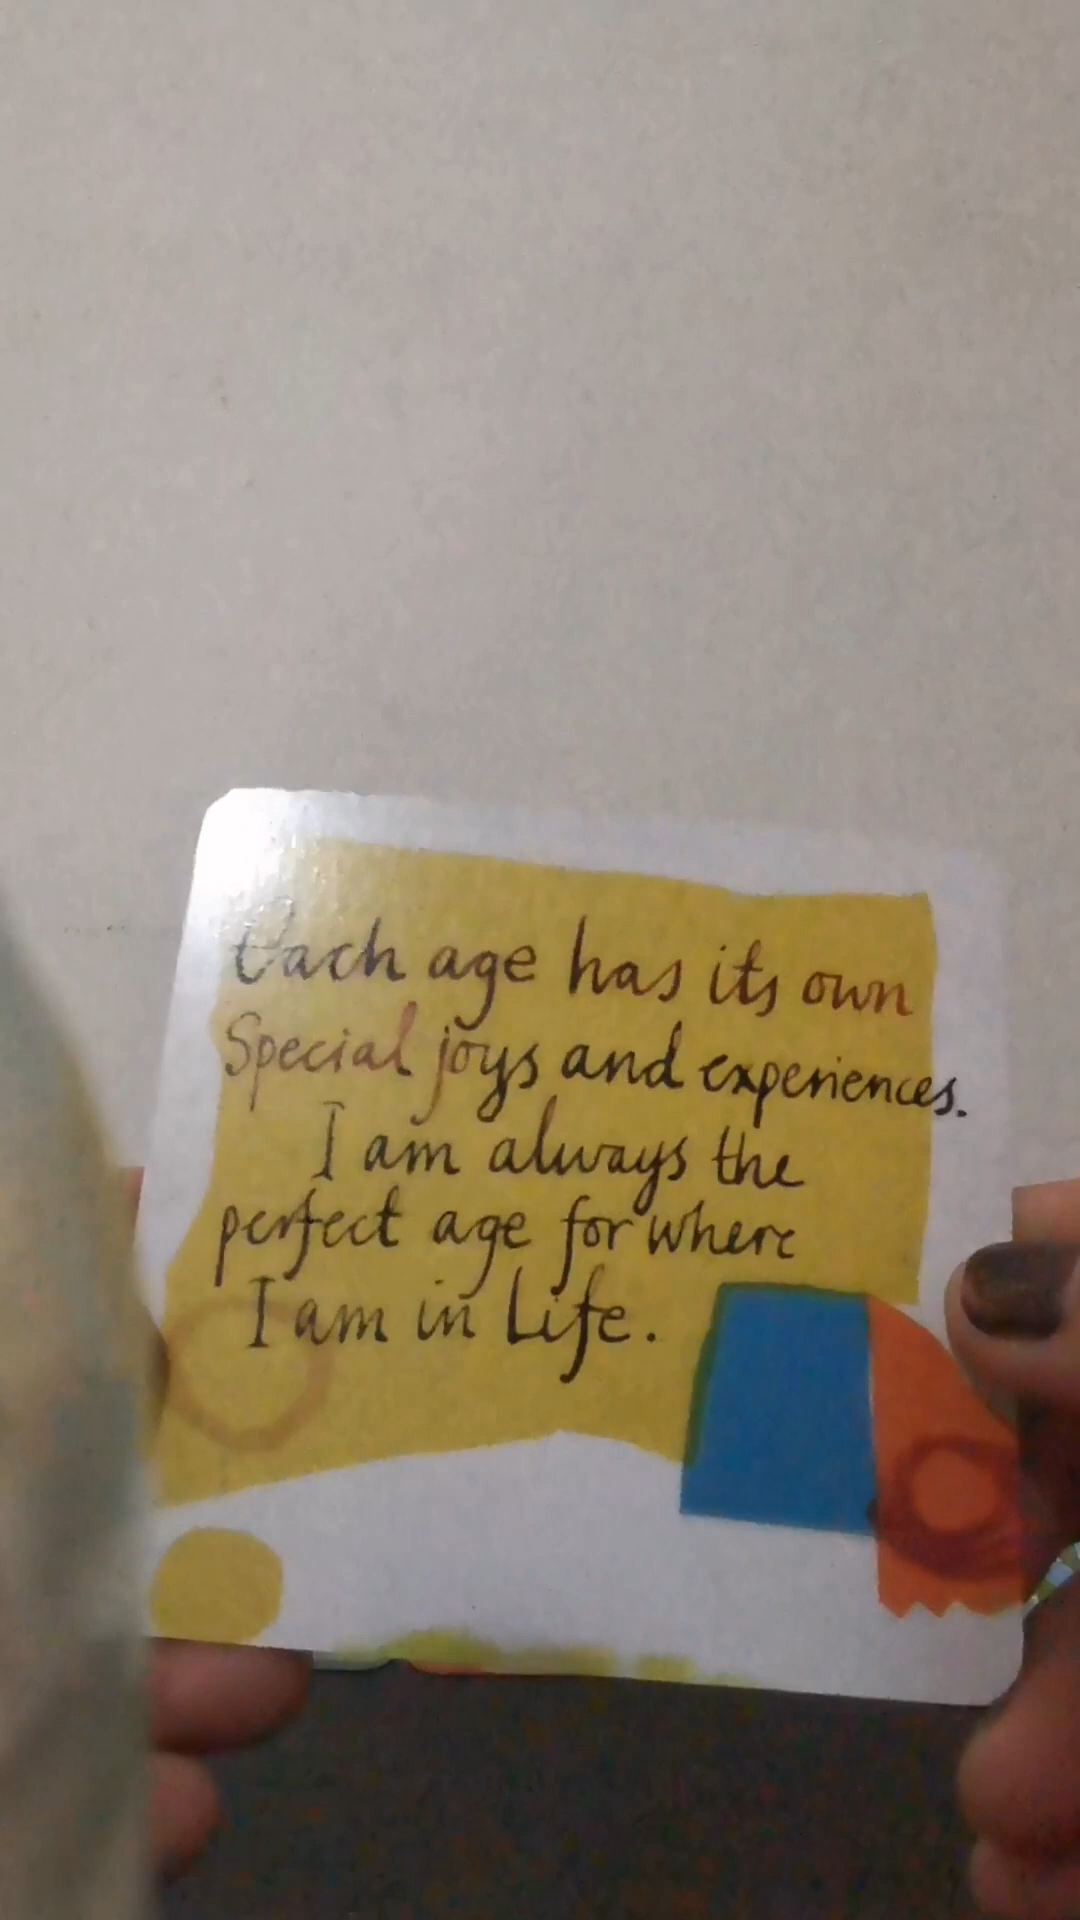 Each age has its own
Special joys and experiences.
I am always the
perfect age for where
I am in Life.